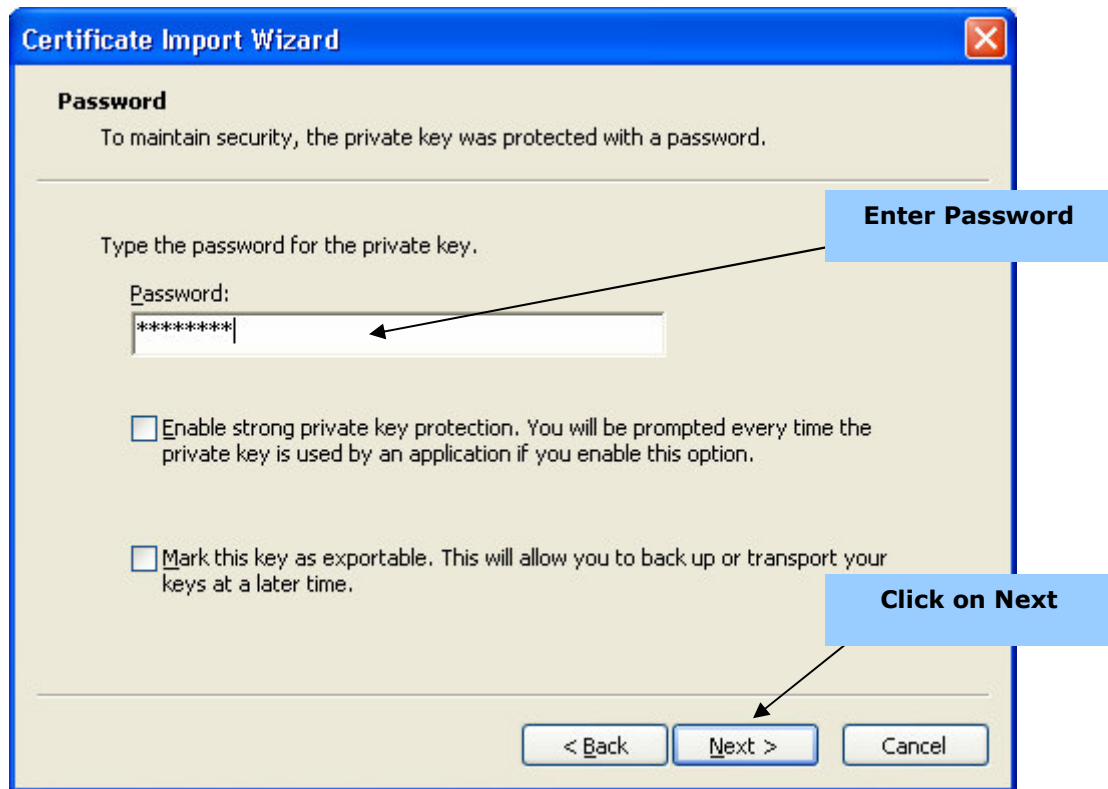 Certificate Import Wizard
Password
To maintain security, the private key was protected with a password.
Enter Password
Type the password for the private key.
Password:
********
Enable strong private key protection. You will be prompted every time the
private key is used by an application if you enable this option.
Mark this key as exportable. This will allow you to back up or transport your
keys at a later time.
Click on Next
< Back
Next >
Cancel